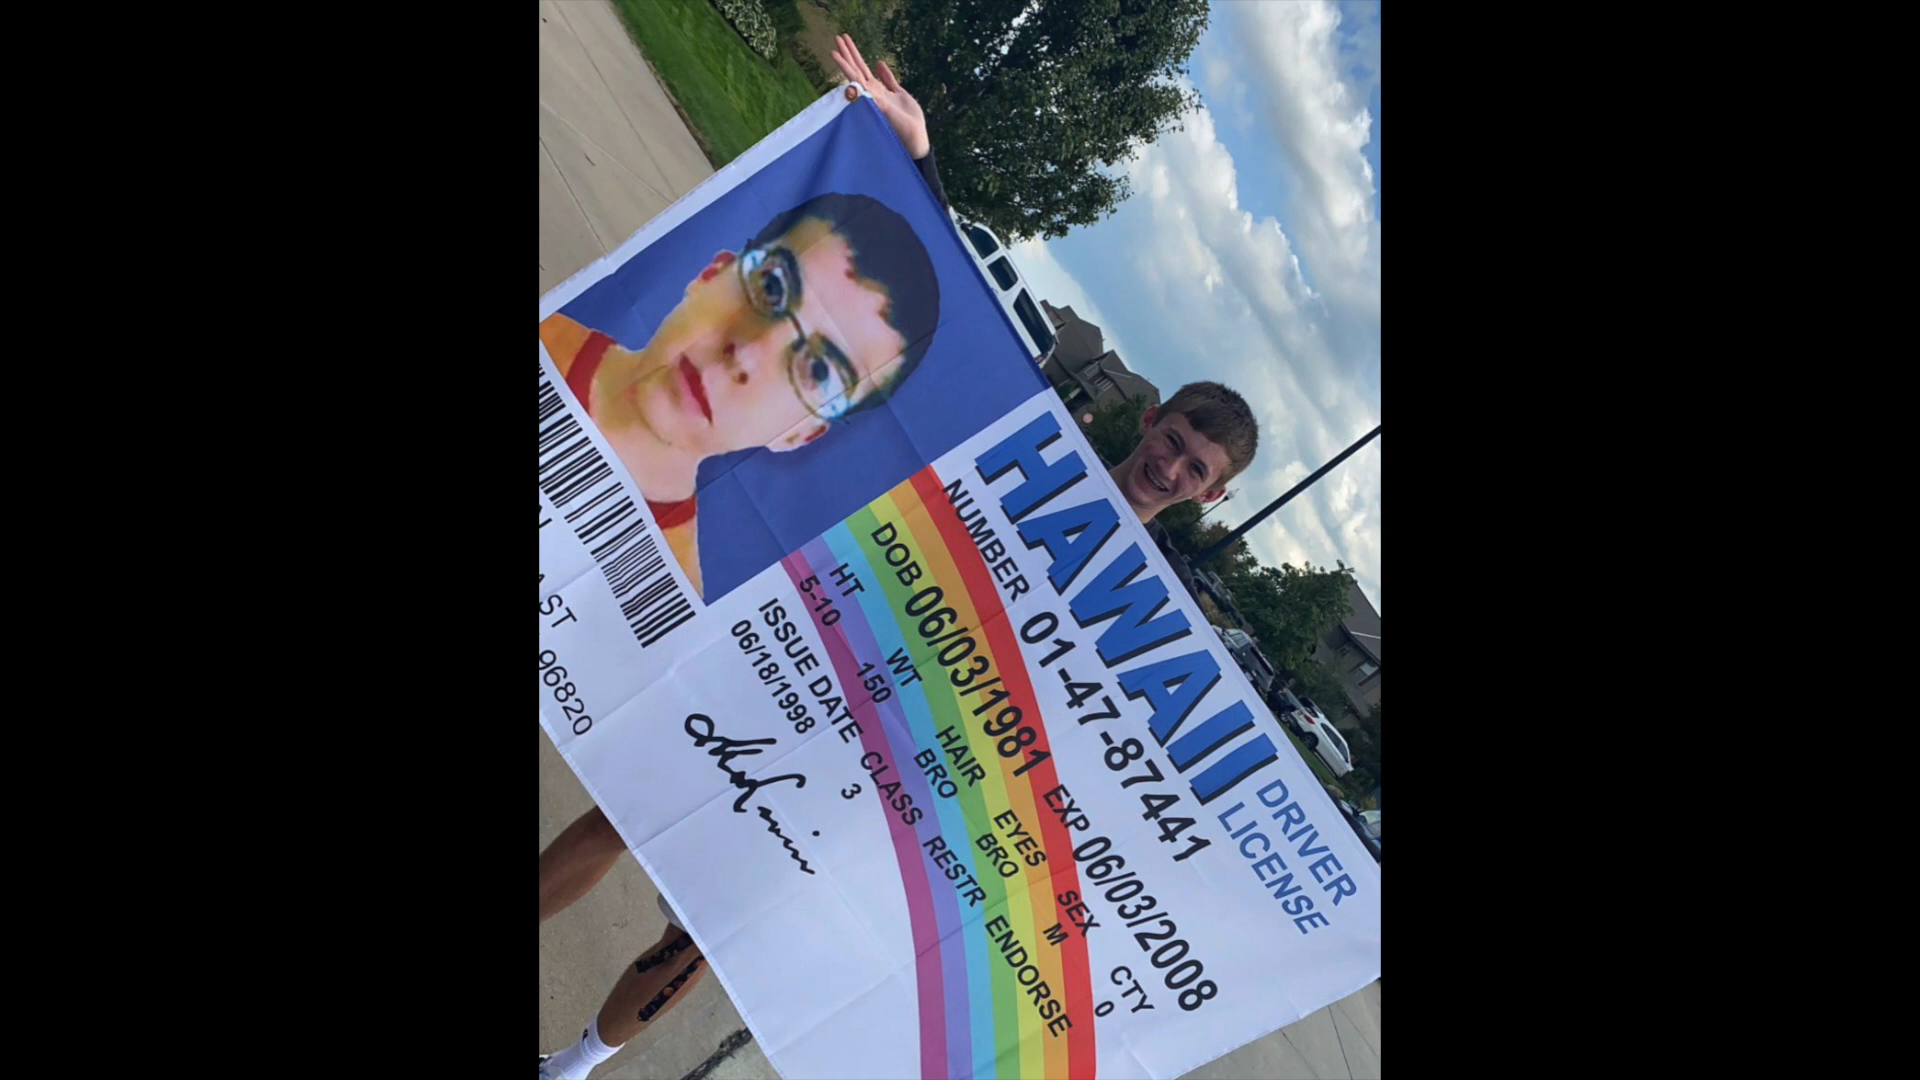 HAWAII DRIVER
LICENSE
NUMBER 01-47-87441
DOB 06/03/1981 EXP 06/03/2008
HT WT HAIR EYES SEX CTY
5-10 150 BRO BRO M 0
ISSUE DATE CLASS RESTR ENDORSE
06/18/1998 3
AST
96820